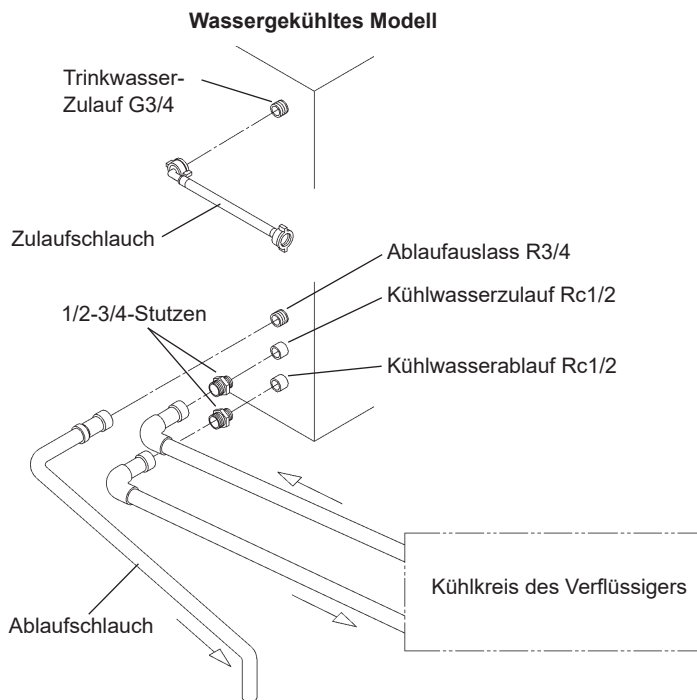 Wassergekühltes Modell
Trinkwasser-
Zulauf G3/4
Zulaufschlauch
Ablaufauslass R3/4
1/2-3/4-Stutzen
Kühlwasserzulauf Rc1/2
Kühlwasserablauf Rc1/2
Kühlkreis des Verflüssigers
Ablaufschlauch